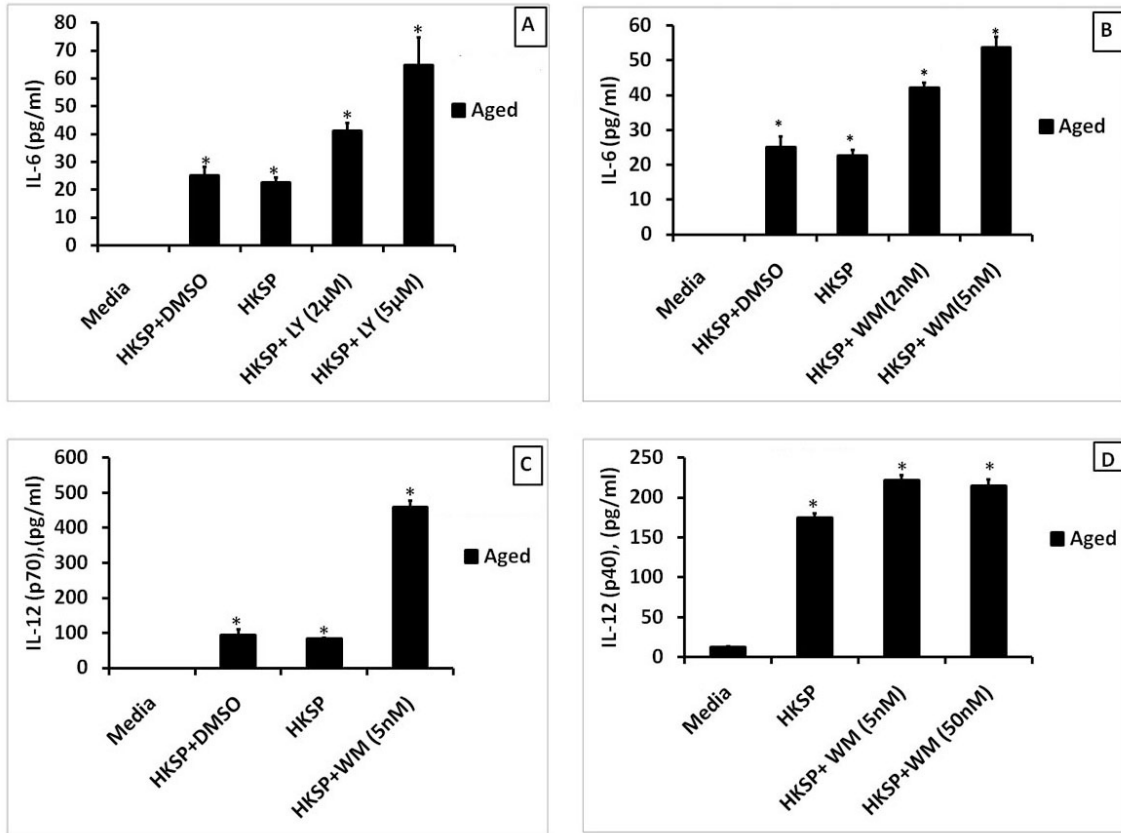 A
IL-6 (pg/ml)
80
70
60
50
40
30
20
10
0
* * * *
Aged
Media
HKSP+DMSO
HKSP
HKSP+ LY (2µM)
HKSP+ LY (5µM)
B
IL-6 (pg/ml)
60
50
40
30
20
10
0
* * * *
Aged
Media
HKSP+DMSO
HKSP
HKSP+ WM(2nM)
HKSP+ WM(5nM)
C
IL-12 (p70),(pg/ml)
600
500
400
300
200
100
0
* * *
Aged
Media
HKSP+DMSO
HKSP
HKSP+WM (5nM)
D
IL-12 (p40), (pg/ml)
250
200
150
100
50
0
* * *
Aged
Media
HKSP
HKSP+ WM (5nM)
HKSP+WM (50nM)